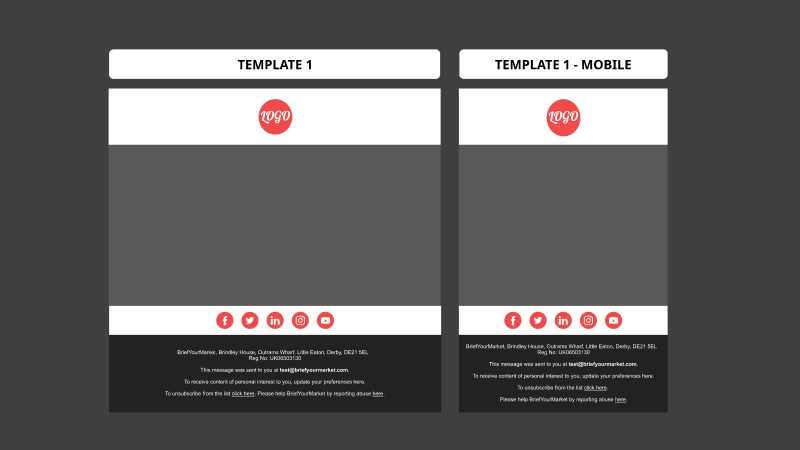 TEMPLATE 1
LOGO
BriefYourMarket, Brindley House, Outrams Wharf, Little Eaton, Derby, DE21 5EL
Reg No: UK06503130
This message was sent to you at test@briefyourmarket.com.
To receive content of personal interest to you, update your preferences here.
To unsubscribe from the list click here. Please help BriefYourMarket by reporting abuse here.
TEMPLATE 1 - MOBILE
LOGO
BriefYourMarket, Brindley House, Outrams Wharf, Little Eaton, Derby, DE21 5EL
Reg No: UK06503130
This message was sent to you at test@briefyourmarket.com.
To receive content of personal interest to you, update your preferences here.
To unsubscribe from the list click here.
Please help BriefYourMarket by reporting abuse here.